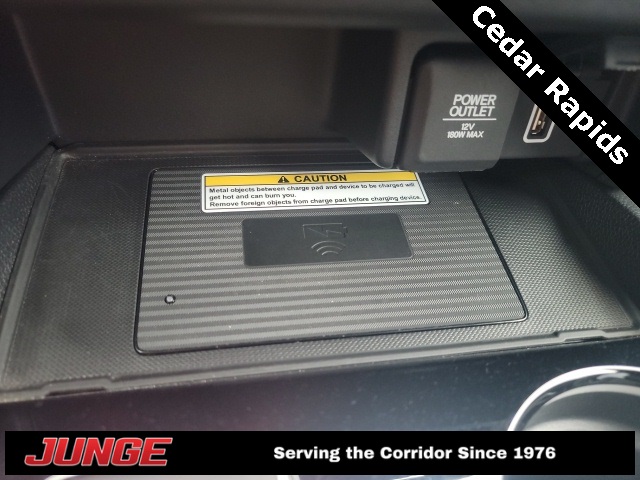 Cedar Rapids
POWER
OUTLET
12V
180W MAX
CAUTION
Metal objects between charge pad and device to be charged will
get hot and can burn you.
Remove foreign objects from charge pad before charging device.
JUNGE
Serving the Corridor Since 1976